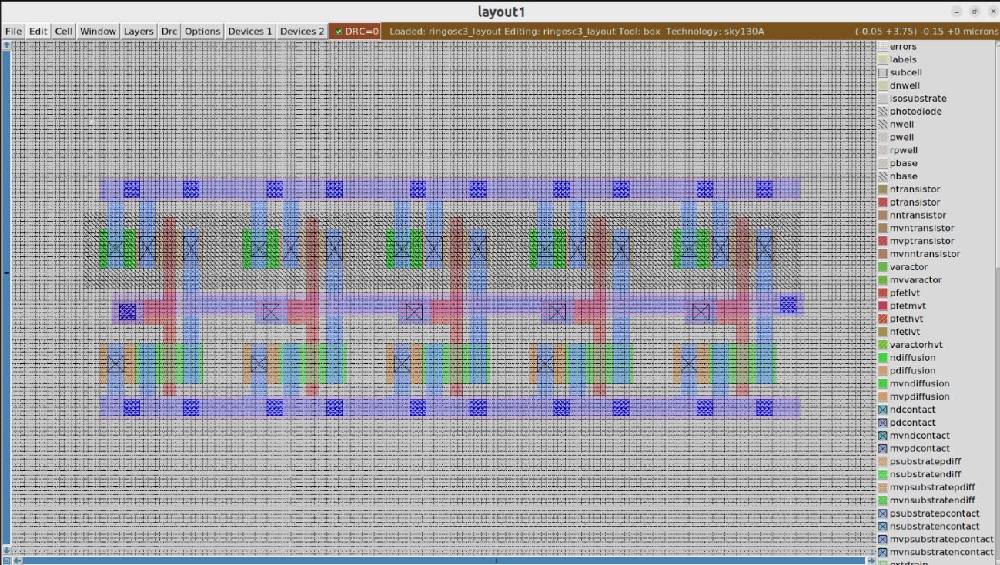 layout1
File Edit Cell Window Layers Drc Options Devices 1 Devices 2 DRC=0 Loaded: ringosc3_layout Editing: ringosc3_layout Tool: box Technology: sky130A (-0.05 +3.75) -0.15 +0 microns
errors
labels
subcell
dnwell
isosubstrate
photodiode
nwell
pwell
rpwell
pbase
nbase
ntransistor
ptransistor
nntransistor
mvntransistor
mvptransistor
mvnntransistor
varactor
mvvaractor
pfetlvt
pfetmvt
pfethvt
nfetlvt
varactorhvt
ndiffusion
pdiffusion
mvndiffusion
mvpdiffusion
ndcontact
pdcontact
mvndcontact
mvpdcontact
psubstratepdiff
nsubstratendiff
mvpsubstratepdiff
mvnsubstratendiff
psubstratepcontact
nsubstratencontact
mvpsubstratepcontact
mvnsubstratencontact